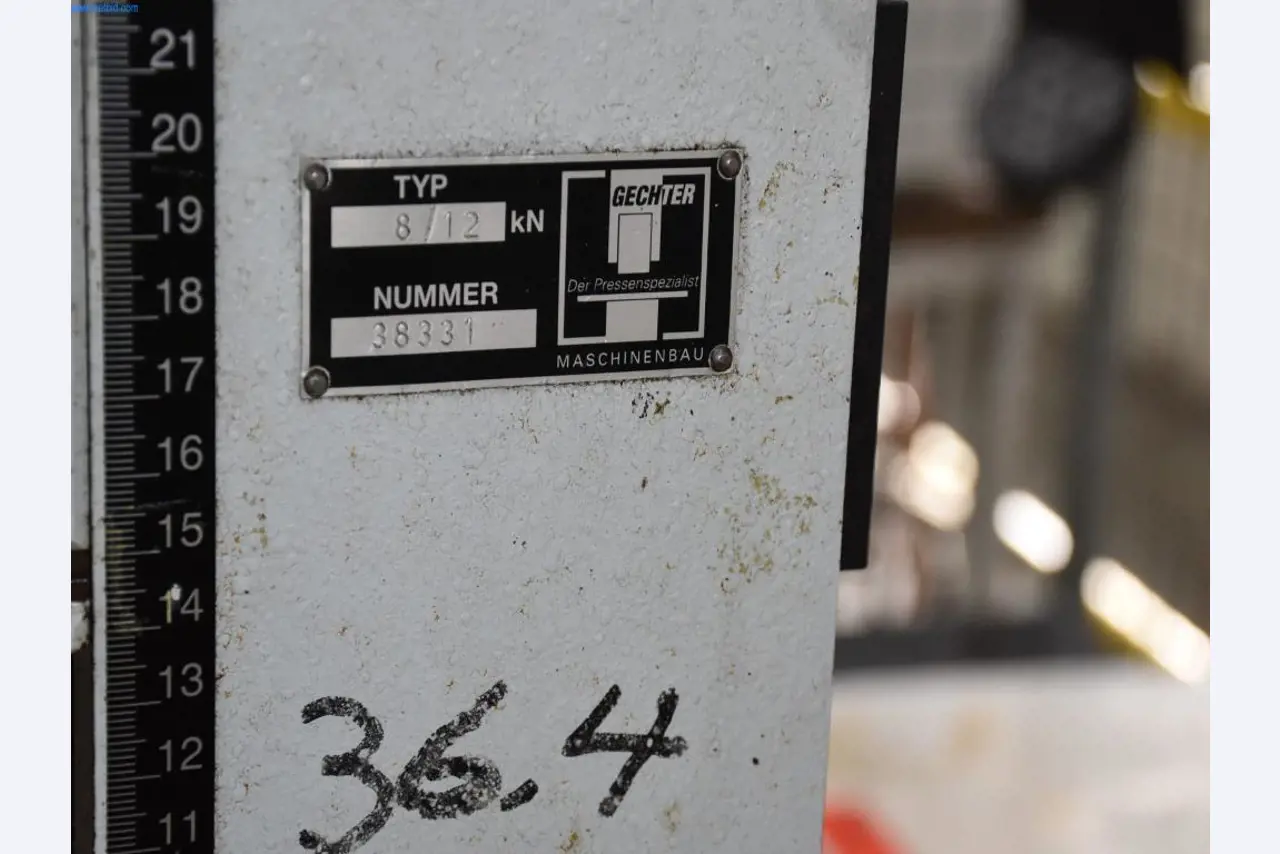 21
20
19
18
17
16
15
14
13
12
11
TYP
8/12 kN
NUMMER
38331
GECHTER
Der Pressenspezialist
MASCHINENBAU
36.4